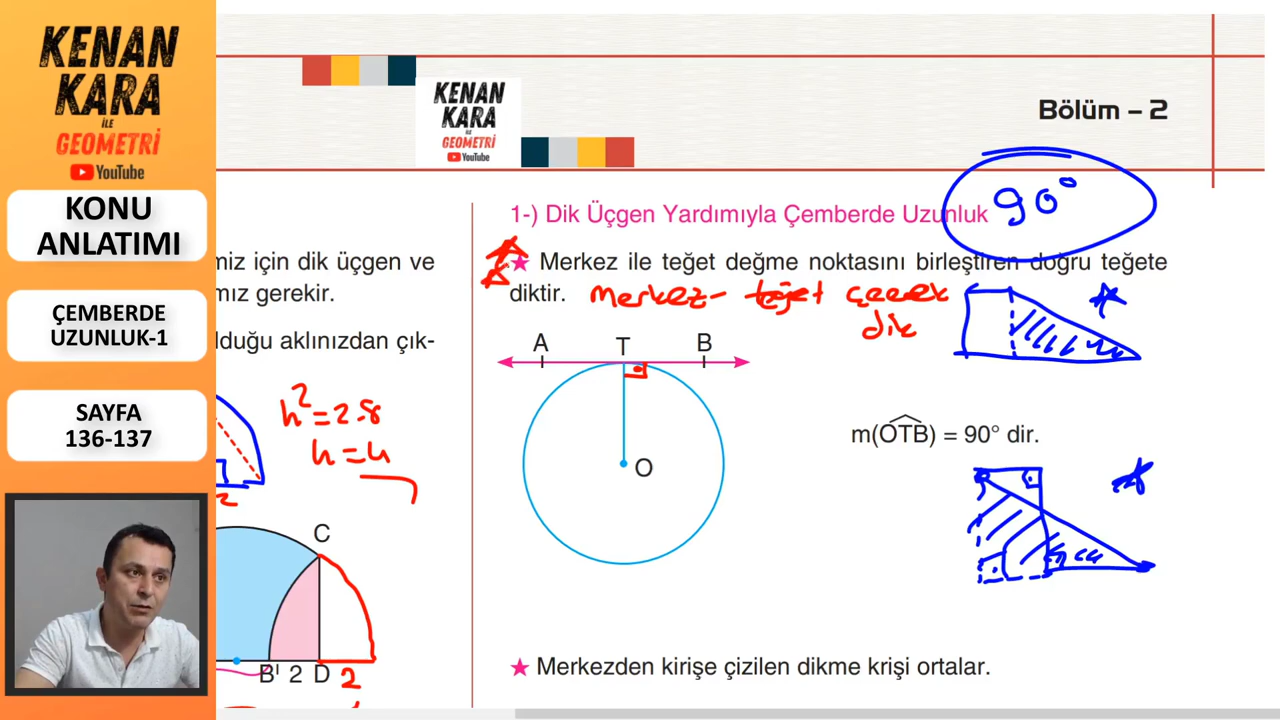 KENAN
KARA
İLE
GEOMETRİ
YouTube
KONU
ANLATIMI
ÇEMBERDE
UZUNLUK-1
SAYFA
136-137
KENAN
KARA
İLE
GEOMETRİ
YouTube
Bölüm – 2
90°
miz için dik üçgen ve
mız gerekir.
lduğu aklınızdan çık-
h² = 2.8
h = 4
2
C
B' 2 D 2
1-) Dik Üçgen Yardımıyla Çemberde Uzunluk
★ Merkez ile teğet değme noktasını birleştiren doğru teğete
diktir.
merkez- teğet
dik
A T B
O
m(OTB) = 90° dir.
★ Merkezden kirişe çizilen dikme krişi ortalar.